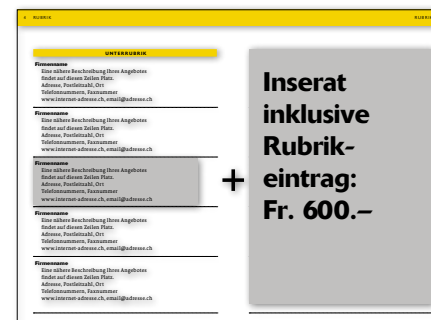 6 RUBRIK
RUBRIK
UNTERRUBRIK
Firmenname
Eine nähere Beschreibung Ihres Angebotes
findet auf diesen Zeilen Platz.
Adresse, Postleitzahl, Ort
Telefonnummern, Faxnummer
www.internet-adresse.ch, email@adresse.ch
Firmenname
Eine nähere Beschreibung Ihres Angebotes
findet auf diesen Zeilen Platz.
Adresse, Postleitzahl, Ort
Telefonnummern, Faxnummer
www.internet-adresse.ch, email@adresse.ch
Firmenname
Eine nähere Beschreibung Ihres Angebotes
findet auf diesen Zeilen Platz.
Adresse, Postleitzahl, Ort
Telefonnummern, Faxnummer
www.internet-adresse.ch, email@adresse.ch
Firmenname
Eine nähere Beschreibung Ihres Angebotes
findet auf diesen Zeilen Platz.
Adresse, Postleitzahl, Ort
Telefonnummern, Faxnummer
www.internet-adresse.ch, email@adresse.ch
Firmenname
Eine nähere Beschreibung Ihres Angebotes
findet auf diesen Zeilen Platz.
Adresse, Postleitzahl, Ort
Telefonnummern, Faxnummer
www.internet-adresse.ch, email@adresse.ch
+
Inserat
inklusive
Rubrik-
eintrag:
Fr. 600.–